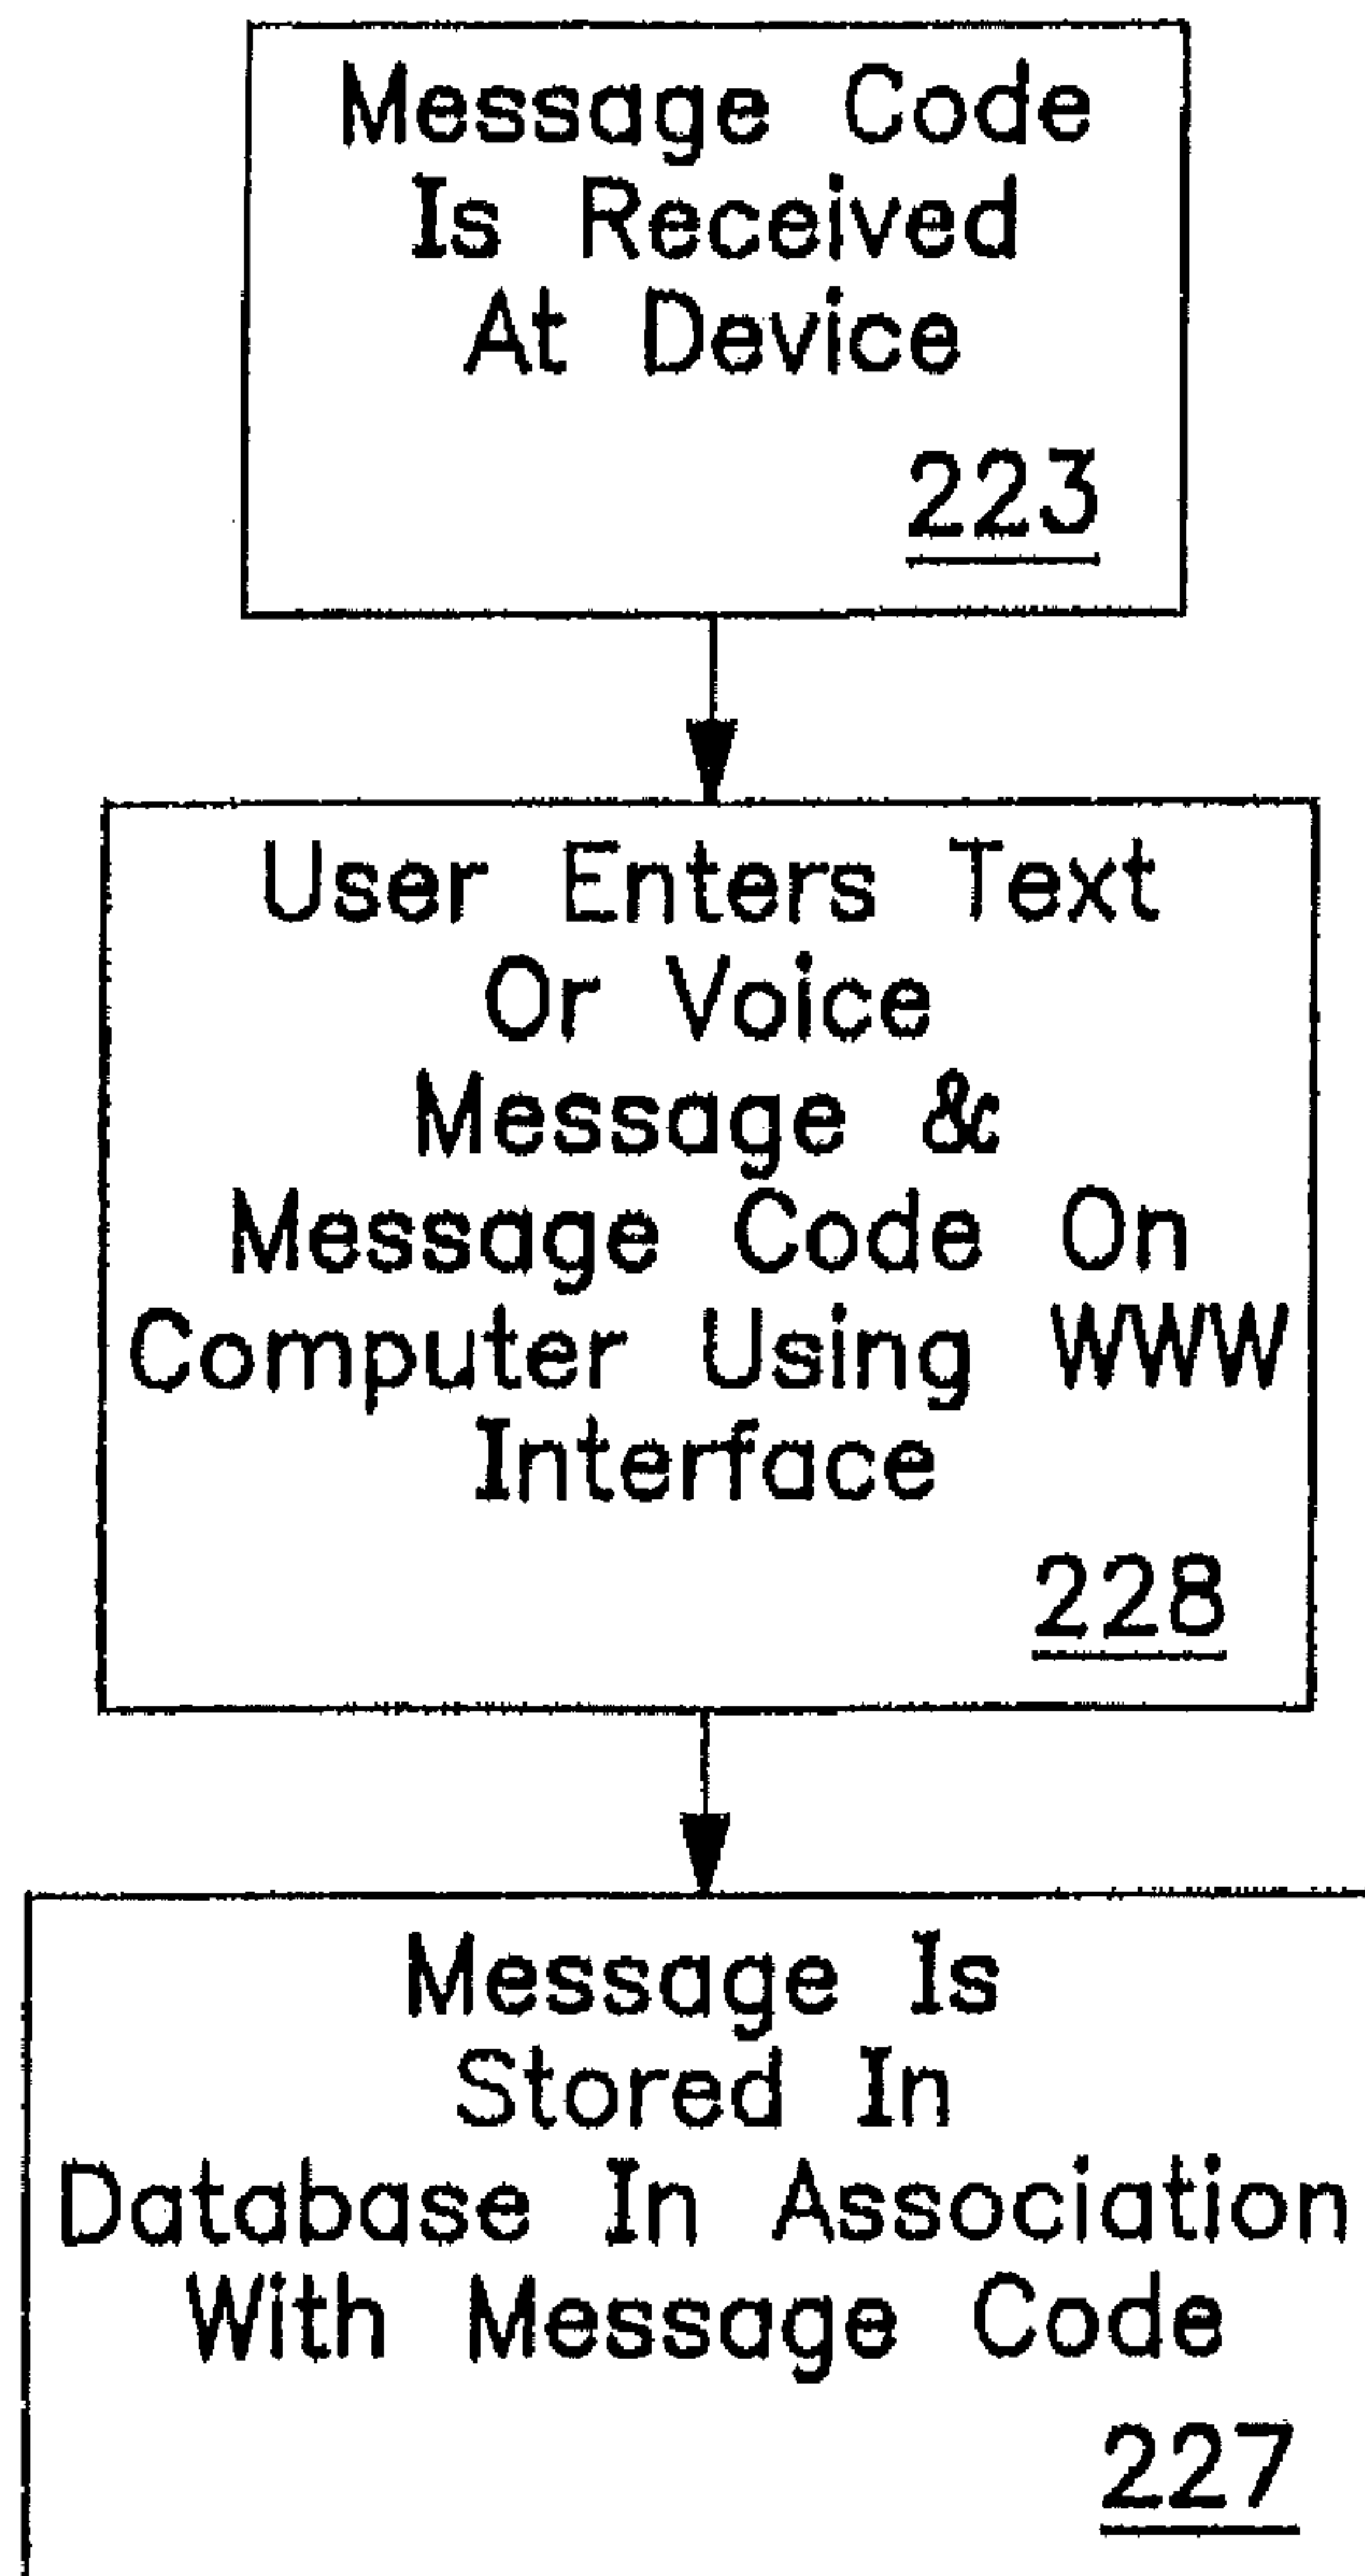 Message Code
Is Received
At Device
223
User Enters Text
Or Voice
Message &
Message Code On
Computer Using WWW
Interface
228
Message Is
Stored In
Database In Association
With Message Code
227